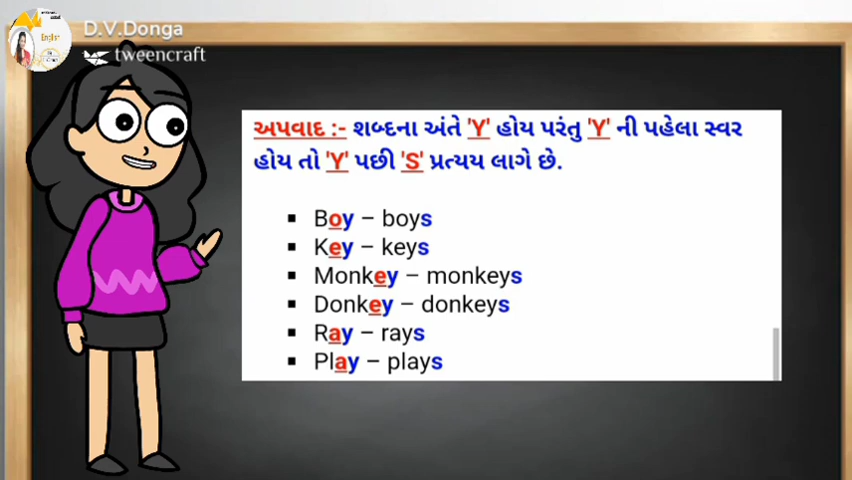 English
D.V.Donga
tweencraft
અપવાદ :- શબ્દના અંતે 'Y' હોય પરંતુ 'Y' ની પહેલા સ્વર
હોય તો 'Y' પછી 'S' પ્રત્યય લાગે છે.
▪ Boy – boys
▪ Key – keys
▪ Monkey – monkeys
▪ Donkey – donkeys
▪ Ray – rays
▪ Play – plays